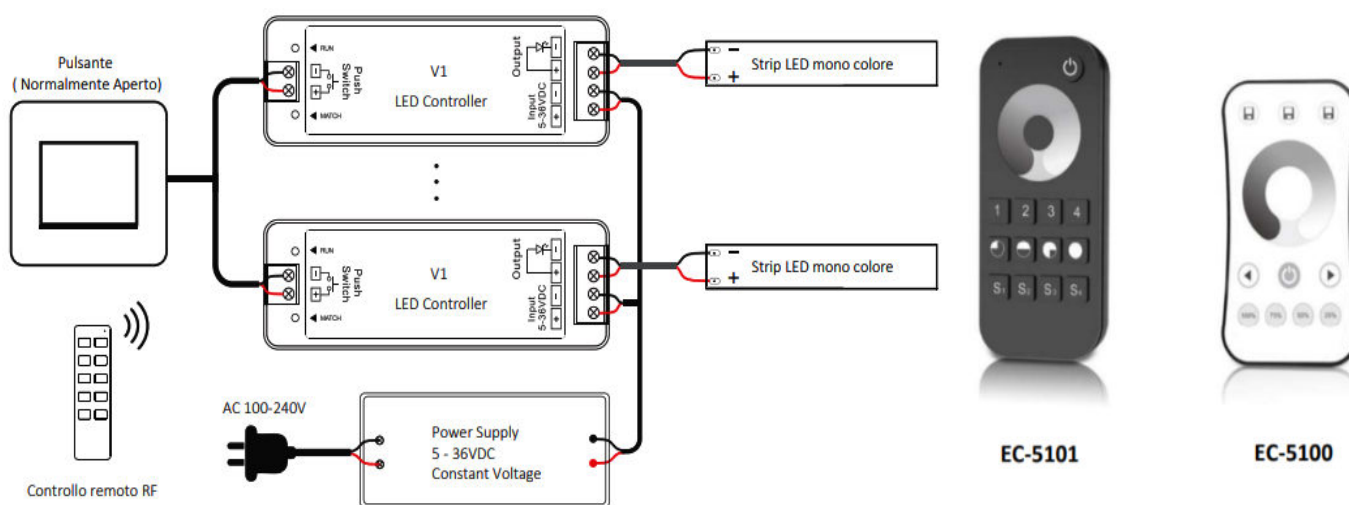 Pulsante
( Normalmente Aperto)
RUN
Push
Switch
MATCH
V1
LED Controller
Output
Input
5-36VDC
Strip LED mono colore
RUN
Push
Switch
MATCH
V1
LED Controller
Output
Input
5-36VDC
Strip LED mono colore
AC 100-240V
Power Supply
5 - 36VDC
Constant Voltage
Controllo remoto RF
1 2 3 4
S1 S2 S3 S4
EC-5101
100% 75% 50% 25%
EC-5100